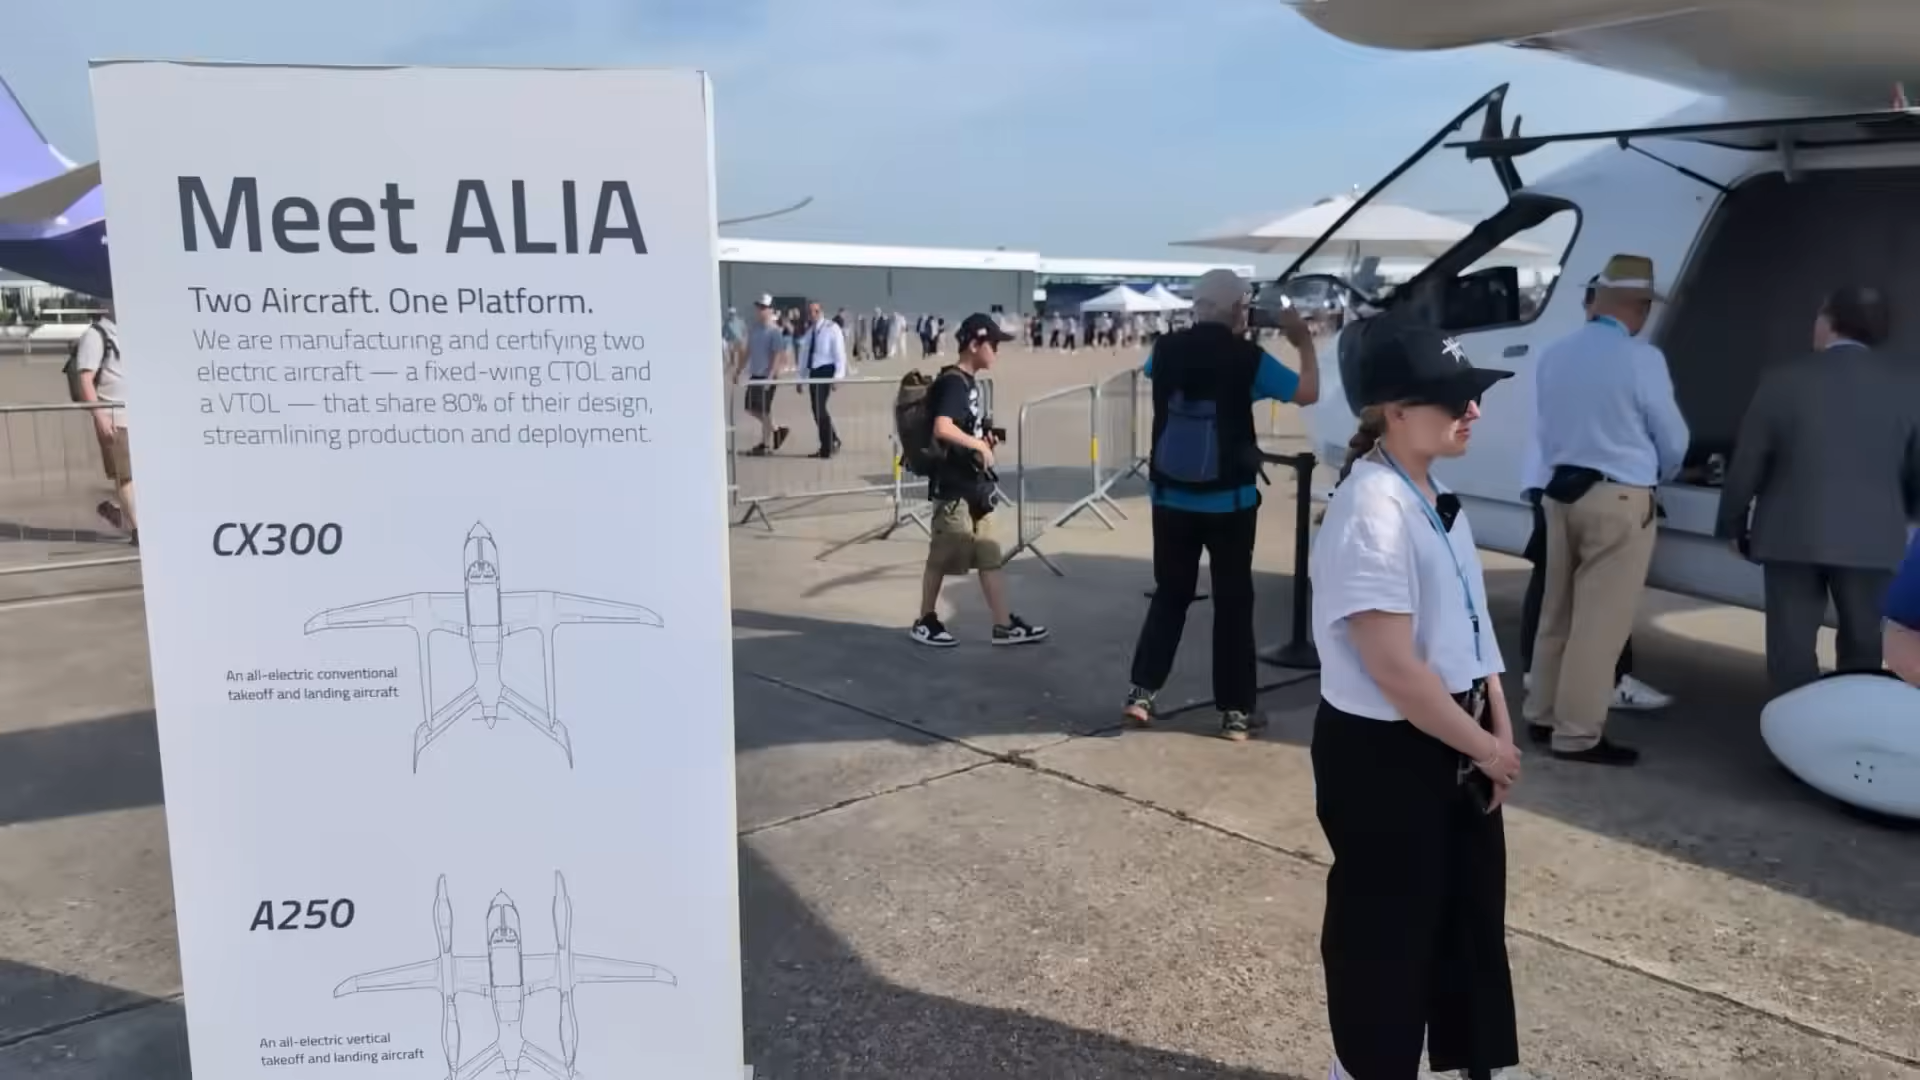 Meet ALIA
Two Aircraft. One Platform.
We are manufacturing and certifying two
electric aircraft — a fixed-wing CTOL and
a VTOL — that share 80% of their design,
streamlining production and deployment.
CX300
An all-electric conventional
takeoff and landing aircraft
A250
An all-electric vertical
takeoff and landing aircraft